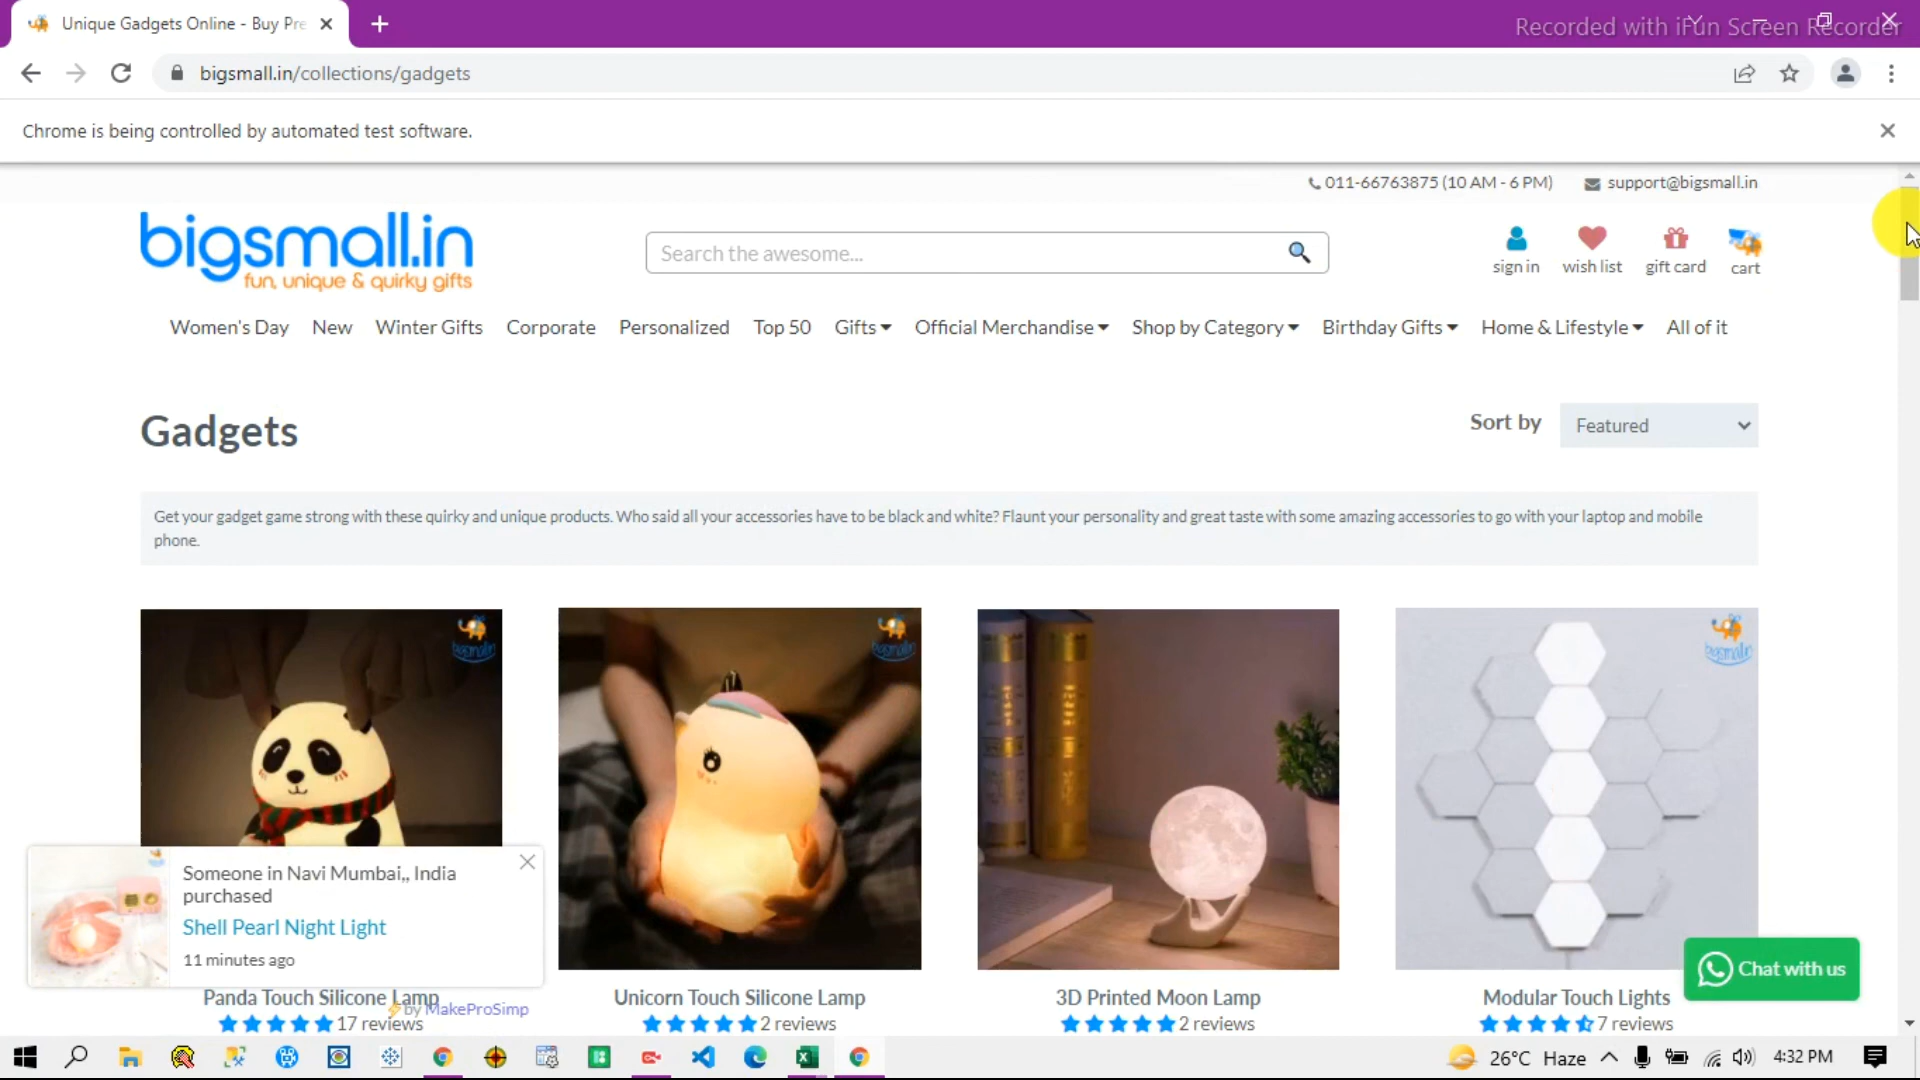 Unique Gadgets Online - Buy Pre
Recorded with iFun Screen Recorder
bigsmall.in/collections/gadgets
Chrome is being controlled by automated test software.
011-66763875 (10 AM - 6 PM) support@bigsmall.in
bigsmall.in
fun, unique & quirky gifts
Search the awesome...
sign in wish list gift card cart
Women's Day New Winter Gifts Corporate Personalized Top 50 Gifts Official Merchandise Shop by Category Birthday Gifts Home & Lifestyle All of it
Gadgets
Sort by Featured
Get your gadget game strong with these quirky and unique products. Who said all your accessories have to be black and white? Flaunt your personality and great taste with some amazing accessories to go with your laptop and mobile
phone.
bigsmall.in bigsmall.in bigsmall.in
Someone in Navi Mumbai,, India
purchased
Shell Pearl Night Light
11 minutes ago
by MakeProSimp
Chat with us
Panda Touch Silicone Lamp Unicorn Touch Silicone Lamp 3D Printed Moon Lamp Modular Touch Lights
17 reviews 2 reviews 2 reviews 7 reviews
26°C Haze 4:32 PM